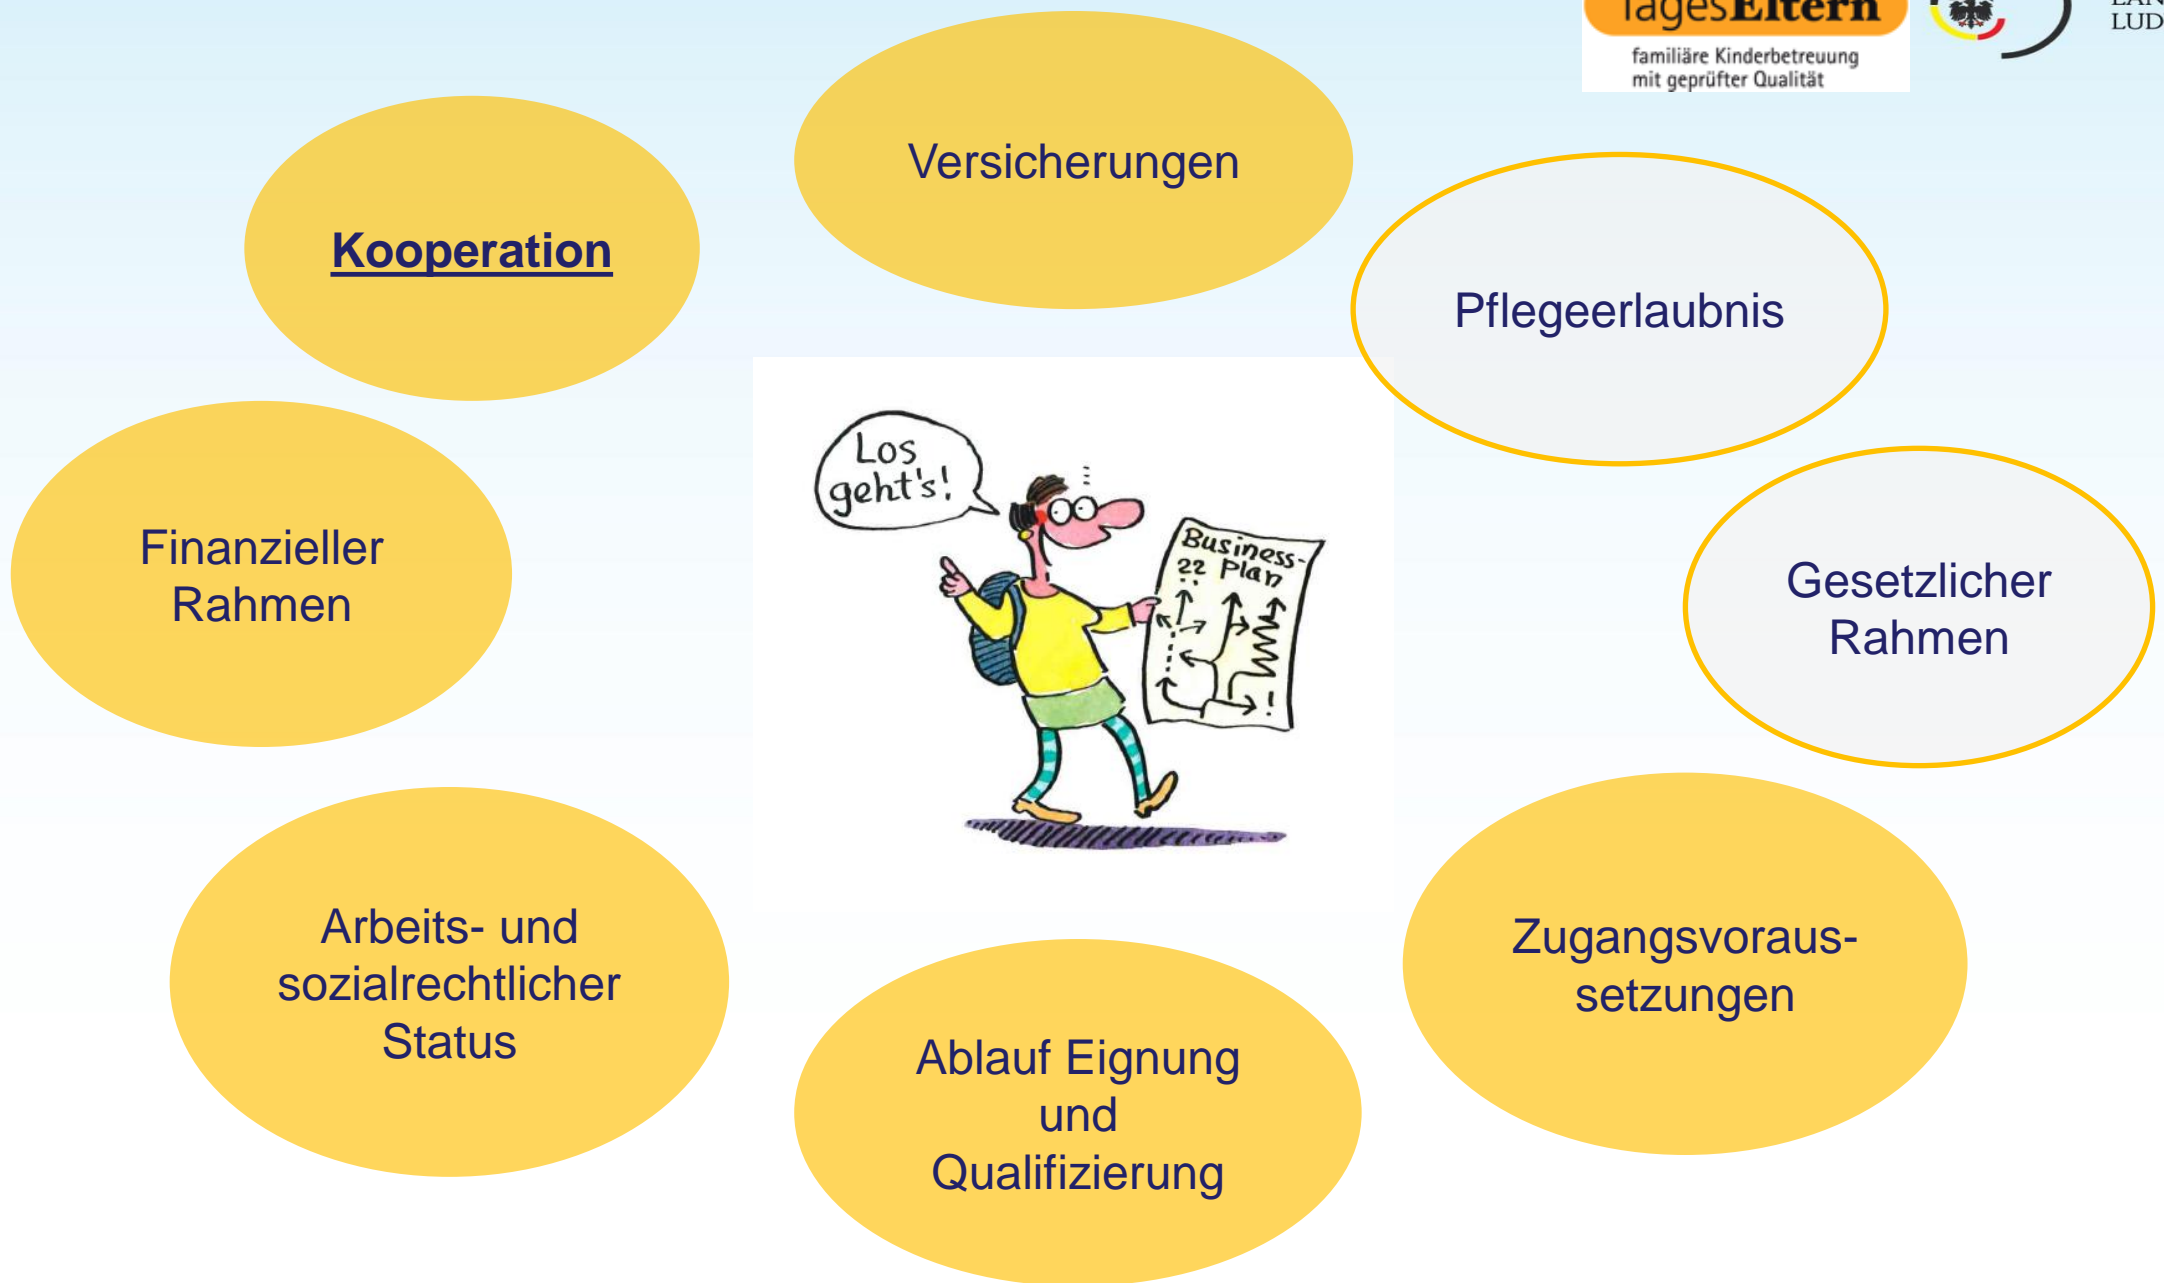 TagesEltern
familiäre Kinderbetreuung
mit geprüfter Qualität
Versicherungen
Kooperation
Pflegeerlaubnis
Los
geht's!
Business-
22 Plan
!
Finanzieller
Rahmen
Gesetzlicher
Rahmen
Arbeits- und
sozialrechtlicher
Status
Zugangsvoraus-
setzungen
Ablauf Eignung
und
Qualifizierung